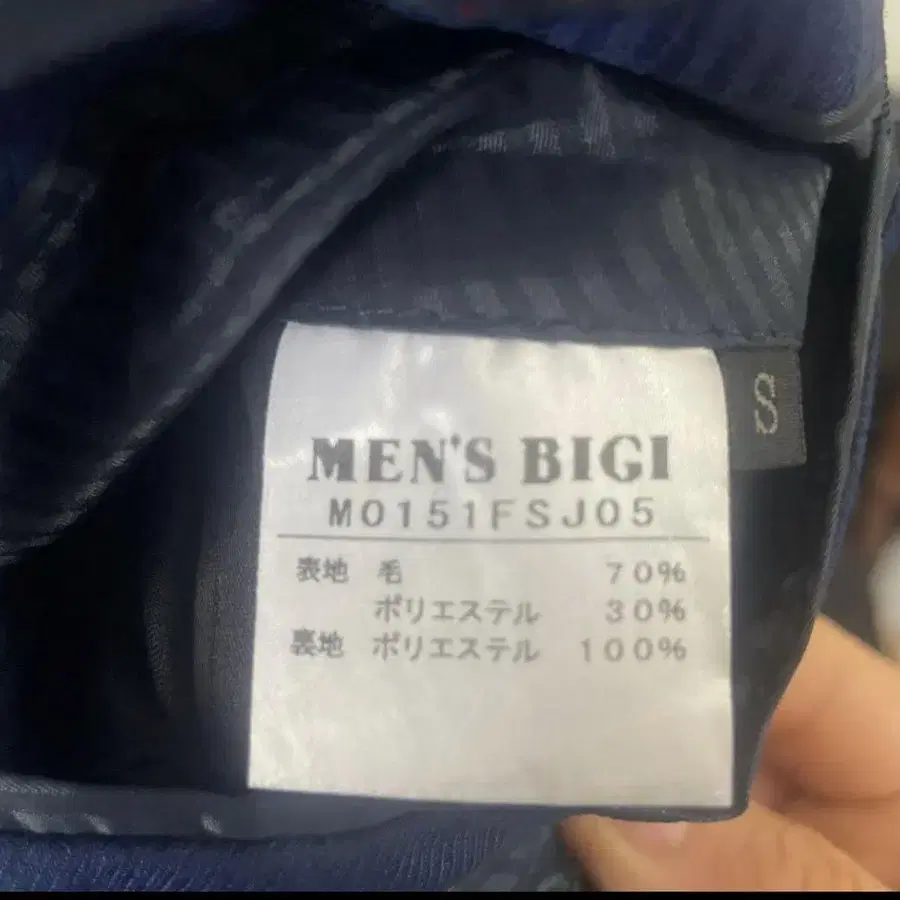 MEN'S BIGI
M0151FSJ05
表地 毛 70%
ポリエステル 30%
裏地 ポリエステル 100%
S